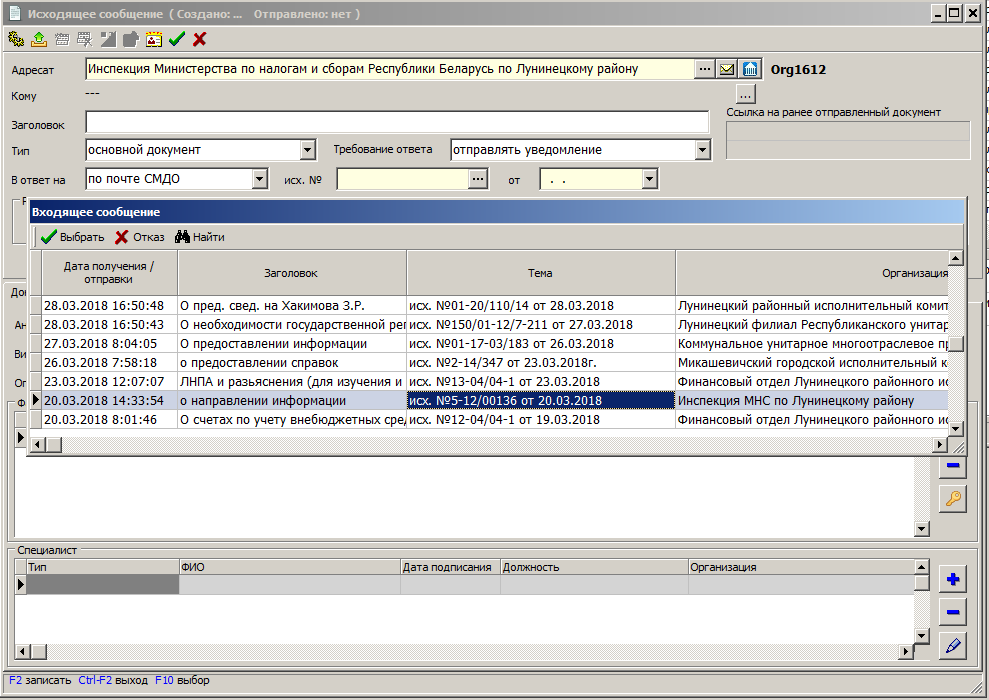 Исходящее сообщение ( Создано: ... Отправлено: нет )
Адресат Инспекция Министерства по налогам и сборам Республики Беларусь по Лунинецкому району ... Org1612
Кому --- ...
Ссылка на ранее отправленный документ
Заголовок
Тип основной документ Требование ответа отправлять уведомление
В ответ на по почте СМДО исх. № ... от . .
Входящее сообщение
Выбрать Отказ Найти
Дата получения / отправки Заголовок Тема Организация
28.03.2018 16:50:48 О пред. свед. на Хакимова З.Р. исх. №01-20/110/14 от 28.03.2018 Лунинецкий районный исполнительный комит
28.03.2018 16:50:43 О необходимости государственной рег исх. №150/01-12/7-211 от 27.03.2018 Лунинецкий филиал Республиканского унитар
27.03.2018 8:04:05 О предоставлении информации исх. №01-17-03/183 от 26.03.2018 Коммунальное унитарное многоотраслевое п
26.03.2018 7:58:18 о предоставлении справок исх. №2-14/347 от 23.03.2018г. Микашевичский городской исполнительный к
23.03.2018 12:07:07 ЛНПА и разьяснения (для изучения и исх. №13-04/04-1 от 23.03.2018 Финансовый отдел Лунинецкого районного ис
20.03.2018 14:33:54 о направлении информации исх. №5-12/00136 от 20.03.2018 Инспекция МНС по Лунинецкому району
20.03.2018 8:01:46 О счетах по учету внебюджетных сре исх. №12-04/04-1 от 19.03.2018 Финансовый отдел Лунинецкого районного ис
Специалист
Тип ФИО Дата подписания Должность Организация
F2 записать Ctrl-F2 выход F10 выбор